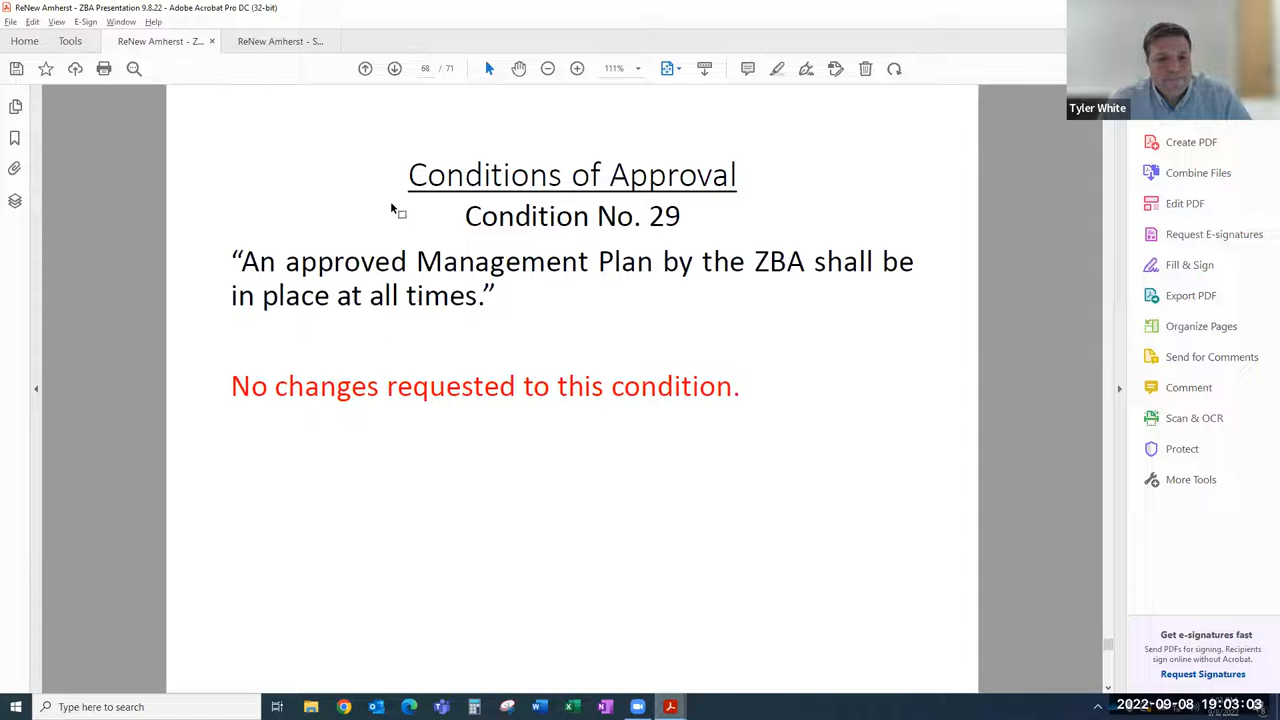 ReNew Amherst - ZBA Presentation 9.8.22 - Adobe Acrobat Pro DC (32-bit)
File Edit View E-Sign Window Help
Home Tools ReNew Amherst - Z... × ReNew Amherst - S...
68 / 71 111%
Tyler White
Conditions of Approval
Condition No. 29
“An approved Management Plan by the ZBA shall be
in place at all times.”
No changes requested to this condition.
Create PDF
Combine Files
Edit PDF
Request E-signatures
Fill & Sign
Export PDF
Organize Pages
Send for Comments
Comment
Scan & OCR
Protect
More Tools
Get e-signatures fast
Send PDFs for signing. Recipients
sign online without Acrobat.
Request Signatures
Type here to search
2022-09-08 19:03:03